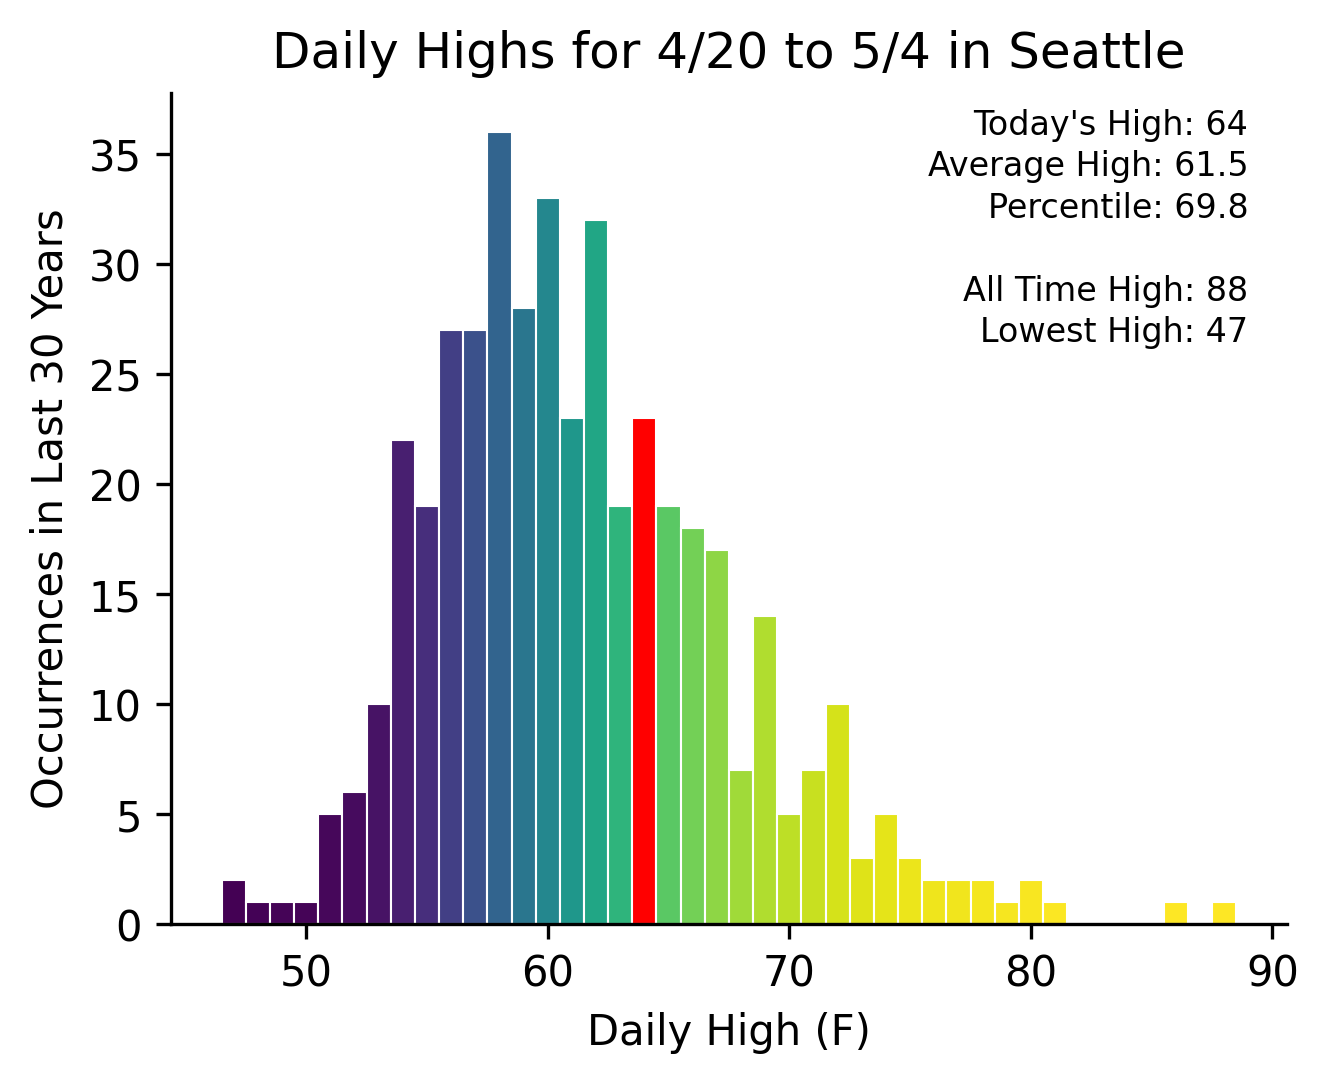 Daily Highs for 4/20 to 5/4 in Seattle
Today's High: 64
Average High: 61.5
Percentile: 69.8
All Time High: 88
Lowest High: 47
Occurrences in Last 30 Years
35
30
25
20
15
10
5
0
50 60 70 80 90
Daily High (F)